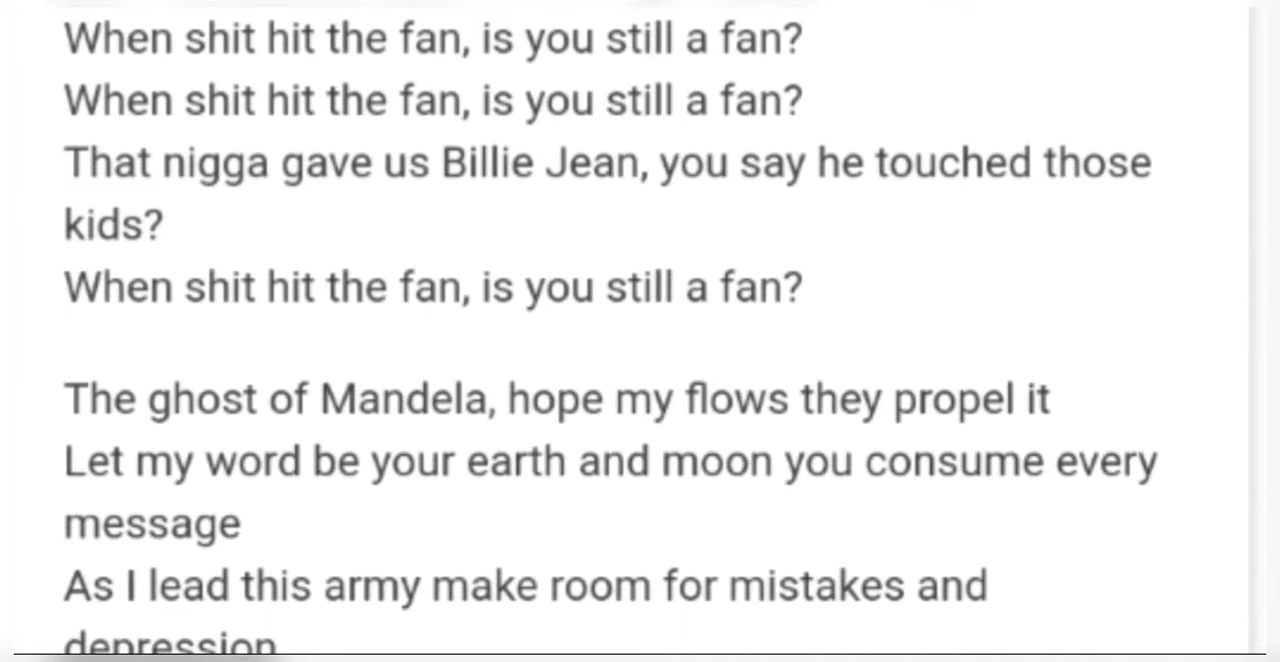 When shit hit the fan, is you still a fan?
When shit hit the fan, is you still a fan?
That nigga gave us Billie Jean, you say he touched those
kids?
When shit hit the fan, is you still a fan?
The ghost of Mandela, hope my flows they propel it
Let my word be your earth and moon you consume every
message
As I lead this army make room for mistakes and
depression